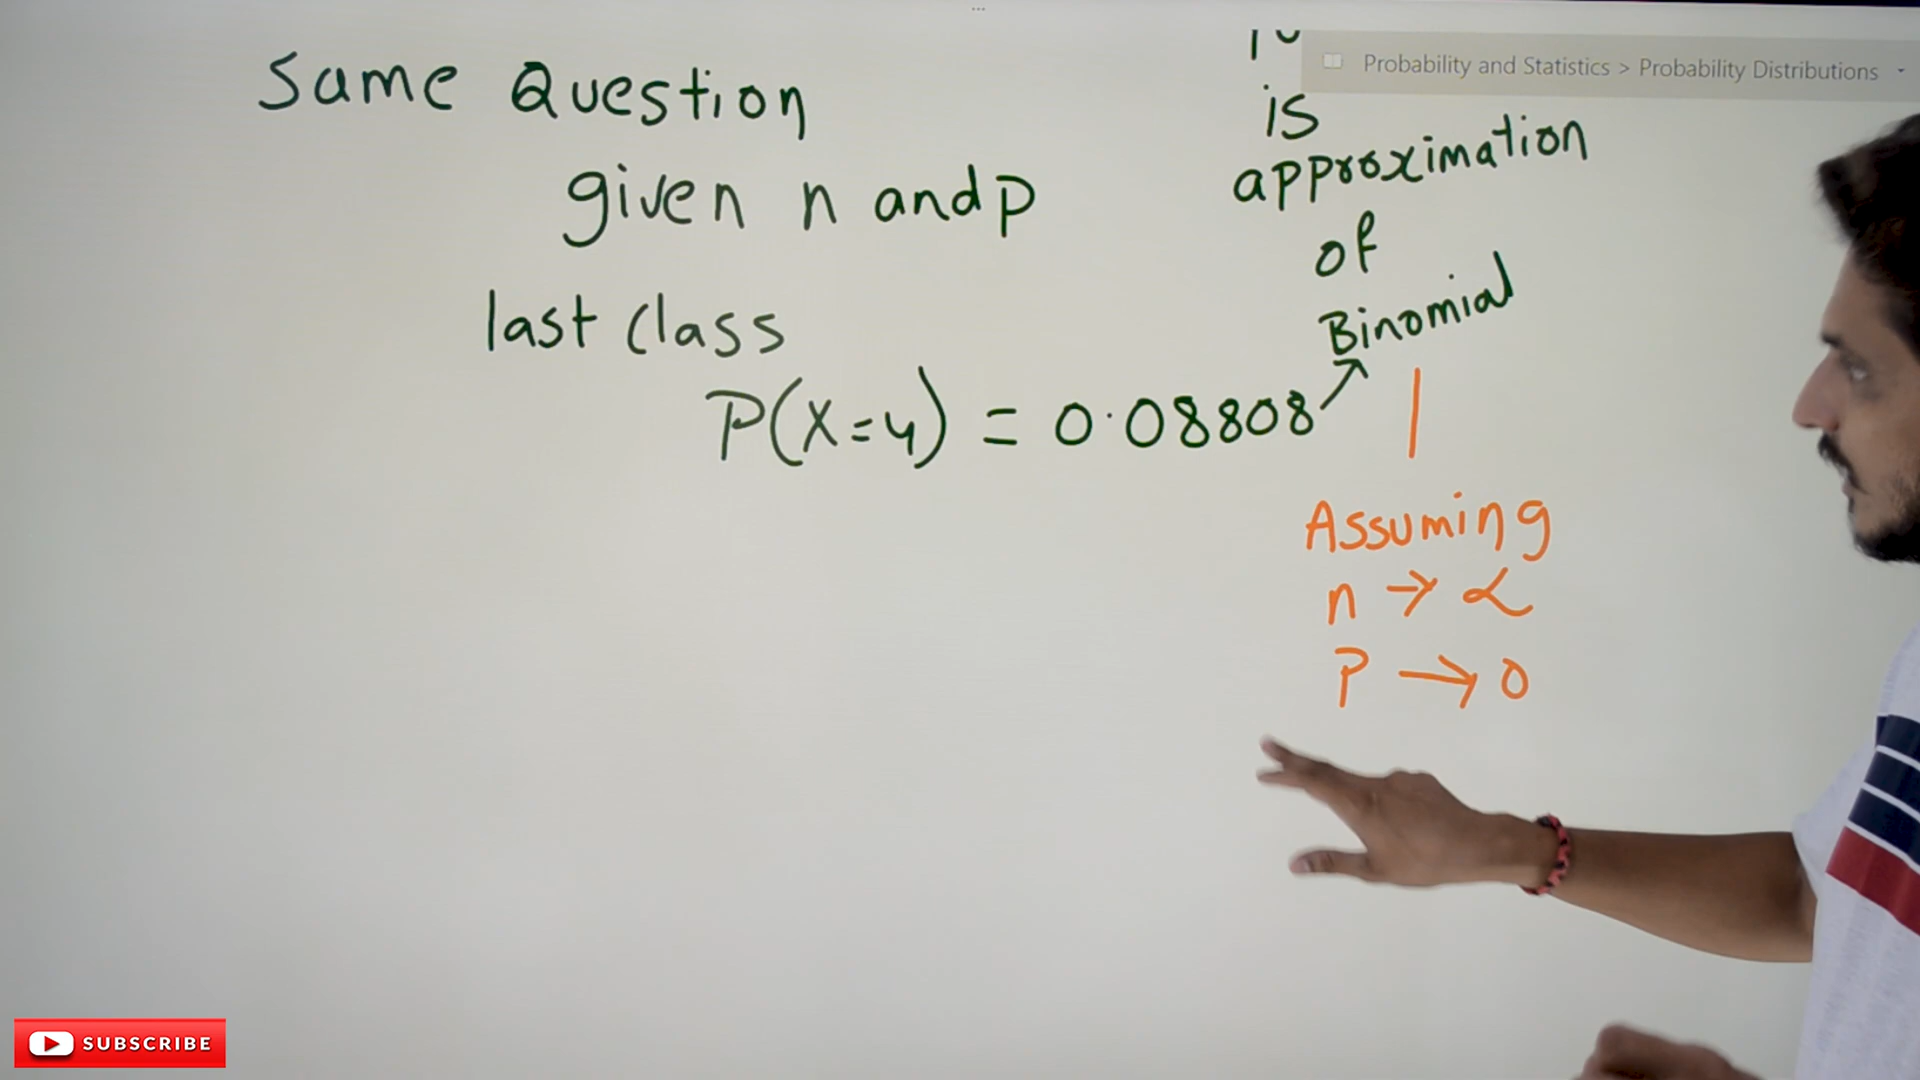 Probability and Statistics > Probability Distributions
Same Question
given n and p
last class
P(X=4) = 0.08808
is
approximation
of
Binomial
Assuming
n → ∝
P → 0
SUBSCRIBE